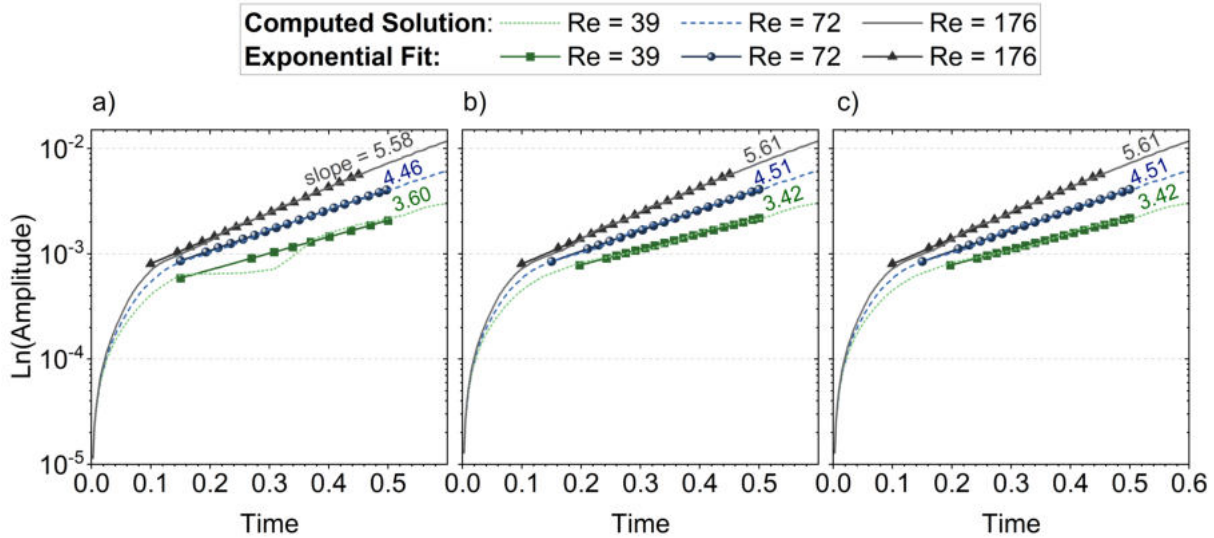 Computed Solution: Re = 39 Re = 72 Re = 176
Exponential Fit: Re = 39 Re = 72 Re = 176
a) b) c)
Ln(Amplitude)
10-2
10-3
10-4
10-5
slope = 5.58
4.46
3.60
5.61
4.51
3.42
5.61
4.51
3.42
0.0 0.1 0.2 0.3 0.4 0.5 0.0 0.1 0.2 0.3 0.4 0.5 0.0 0.1 0.2 0.3 0.4 0.5 0.6
Time Time Time